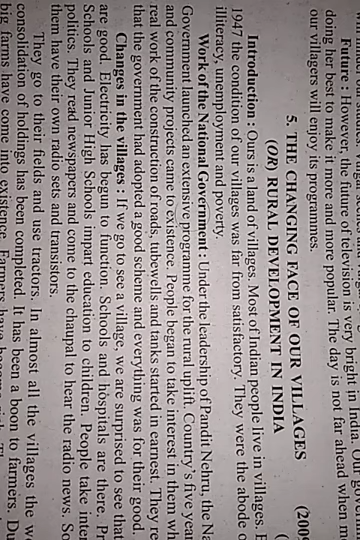 Future : However, the future of television is very bright in India. Our govern
doing her best to make it more and more popular. The day is not far ahead when m
our villagers will enjoy its programmes.
5. THE CHANGING FACE OF OUR VILLAGES
(OR) RURAL DEVELOPMENT IN INDIA
(200
Introduction : Ours is a land of villages. Most of Indian people live in villages.
1947 the condition of our villages was far from satisfactory. They were the abode o
illiteracy, unemployment and poverty.
Work of the National Government : Under the leadership of Pandit Nehru, the Na
Government launched an extensive programme for the rural uplift. Country's five year
and community projects came to existence. People began to take interest in them wh
real work of the construction of roads, tubewells and tanks started in earnest. They re
that the government had adopted a good scheme and everything was for their good.
Changes in the villages : If we go to see a village, we are surprised to see that
are good. Electricity has begun to function. Schools and hospitals are there. Pr
Schools and Junior High Schools impart education to children. People take inter
politics. They read newspapers and come to the chaupal to hear the radio news. So
them have their own radio sets and transistors.
They go to their fields and use tractors. In almost all the villages the wo
consolidation of holdings has been completed. It has been a boon to farmers. Du
big farms have come into existence.